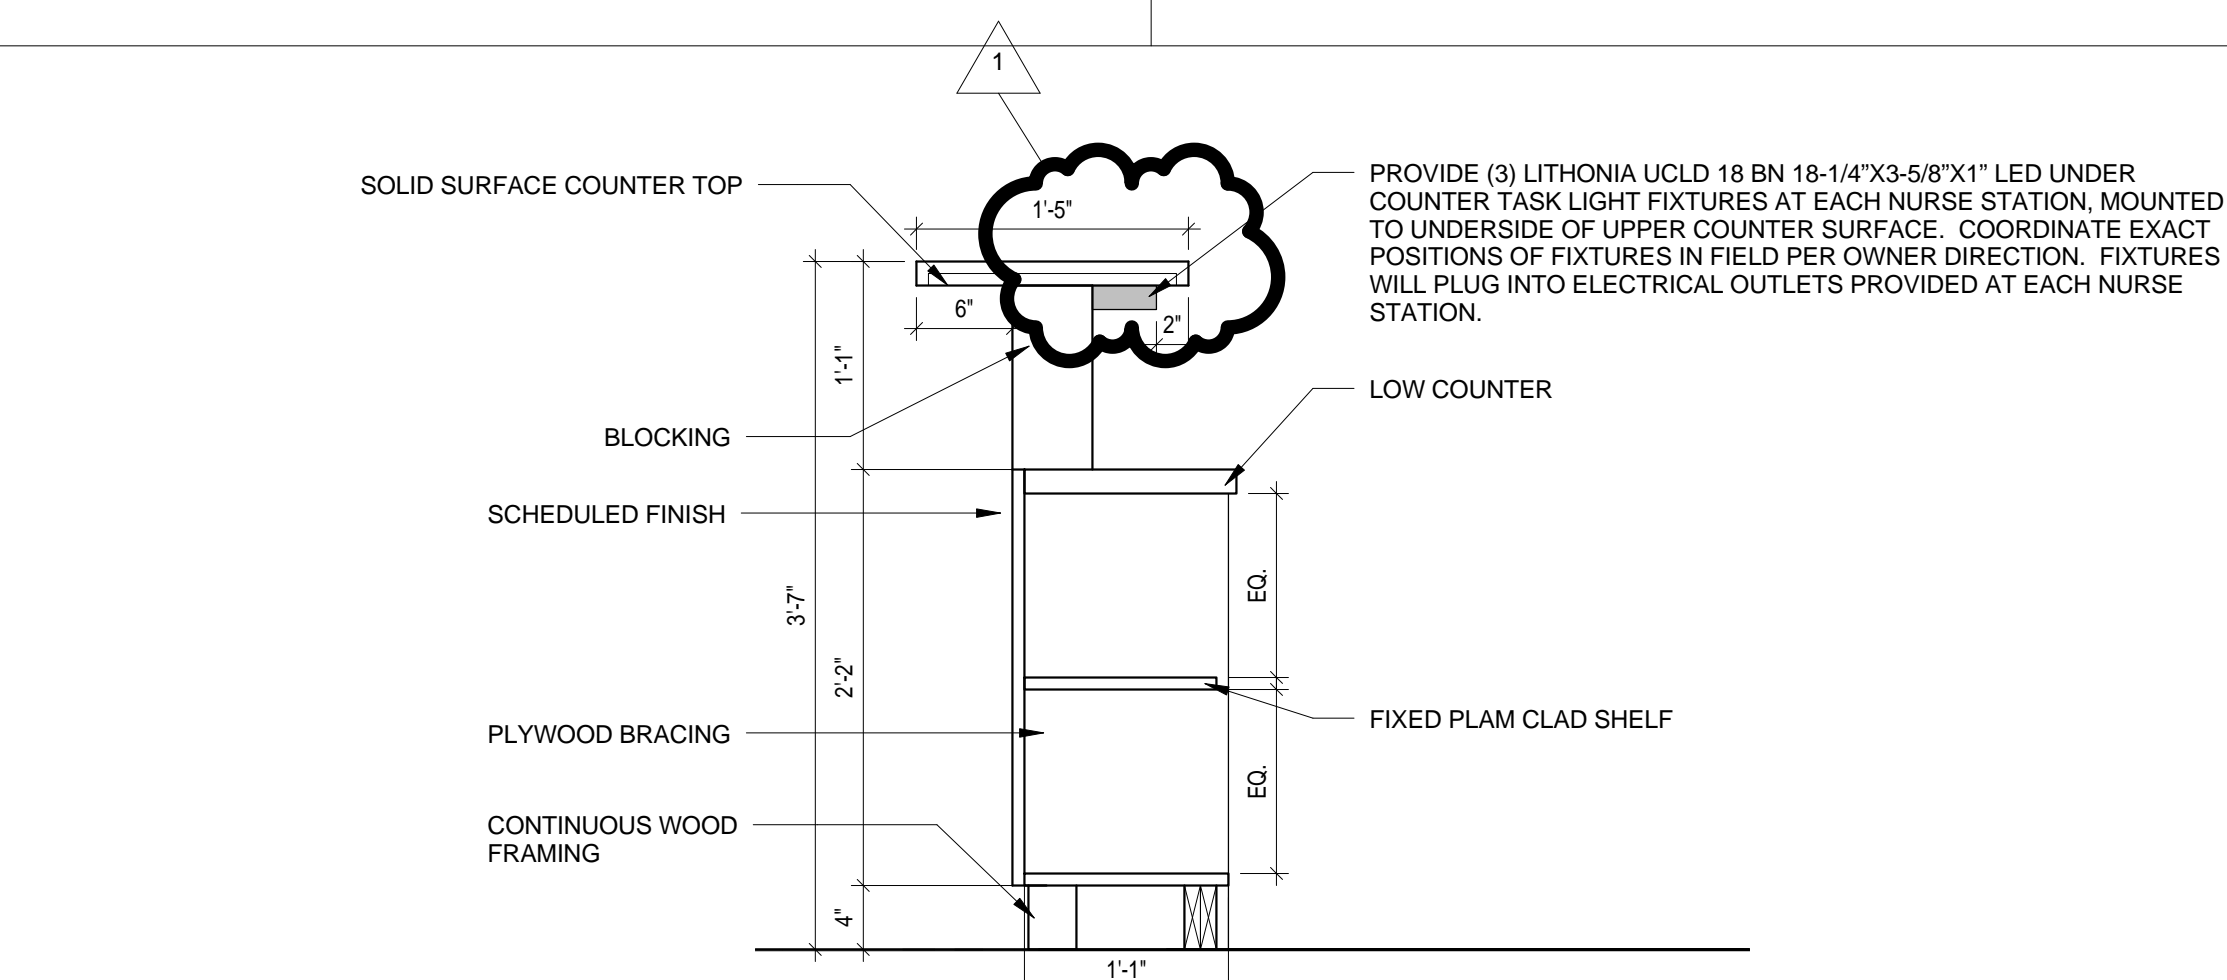 1
SOLID SURFACE COUNTER TOP
PROVIDE (3) LITHONIA UCLD 18 BN 18-1/4”X3-5/8”X1” LED UNDER
COUNTER TASK LIGHT FIXTURES AT EACH NURSE STATION, MOUNTED
TO UNDERSIDE OF UPPER COUNTER SURFACE.  COORDINATE EXACT
POSITIONS OF FIXTURES IN FIELD PER OWNER DIRECTION.  FIXTURES
WILL PLUG INTO ELECTRICAL OUTLETS PROVIDED AT EACH NURSE
STATION.
1'-5"
6"
2"
1'-1"
LOW COUNTER
BLOCKING
SCHEDULED FINISH
EQ.
3'-7"
2'-2"
PLYWOOD BRACING
FIXED PLAM CLAD SHELF
EQ.
CONTINUOUS WOOD
FRAMING
4"
1'-1"